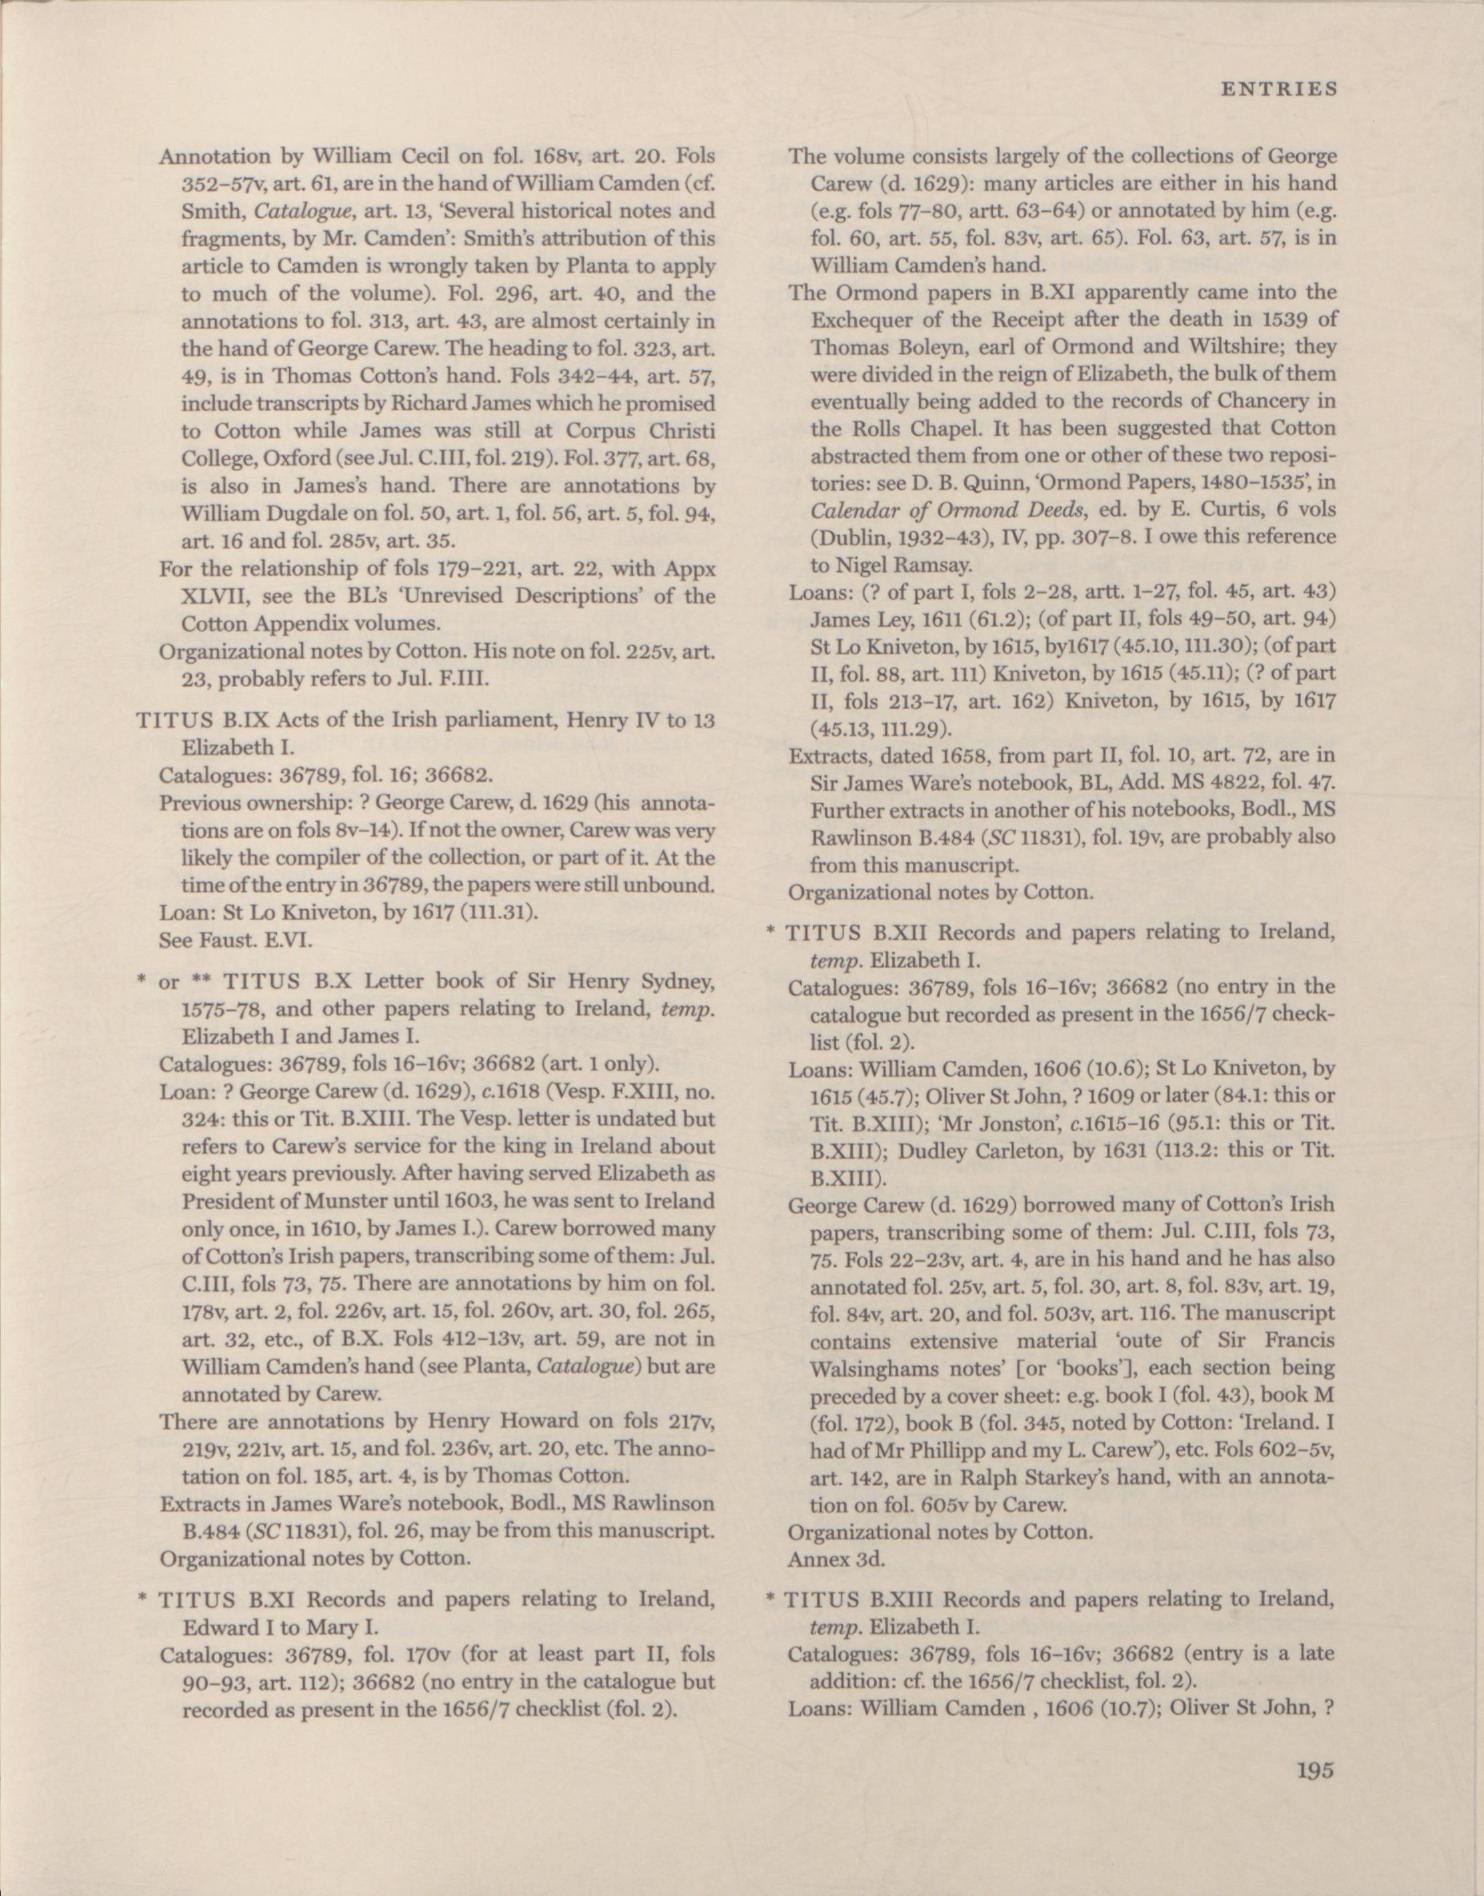 ENTRIES
Annotation by William Cecil on fol. 168v, art. 20. Fols
352–57v, art. 61, are in the hand of William Camden (cf.
Smith, Catalogue, art. 13, ‘Several historical notes and
fragments, by Mr. Camden’: Smith’s attribution of this
article to Camden is wrongly taken by Planta to apply
to much of the volume). Fol. 296, art. 40, and the
annotations to fol. 313, art. 43, are almost certainly in
the hand of George Carew. The heading to fol. 323, art.
49, is in Thomas Cotton’s hand. Fols 342–44, art. 57,
include transcripts by Richard James which he promised
to Cotton while James was still at Corpus Christi
College, Oxford (see Jul. C.III, fol. 219). Fol. 377, art. 68,
is also in James’s hand. There are annotations by
William Dugdale on fol. 50, art. 1, fol. 56, art. 5, fol. 94,
art. 16 and fol. 285v, art. 35.
For the relationship of fols 179–221, art. 22, with Appx
XLVII, see the BL’s ‘Unrevised Descriptions’ of the
Cotton Appendix volumes.
Organizational notes by Cotton. His note on fol. 225v, art.
23, probably refers to Jul. F.III.
TITUS B.IX Acts of the Irish parliament, Henry IV to 13
Elizabeth I.
Catalogues: 36789, fol. 16; 36682.
Previous ownership: ? George Carew, d. 1629 (his annota-
tions are on fols 8v–14). If not the owner, Carew was very
likely the compiler of the collection, or part of it. At the
time of the entry in 36789, the papers were still unbound.
Loan: St Lo Kniveton, by 1617 (111.31).
See Faust. E.VI.
* or ** TITUS B.X Letter book of Sir Henry Sydney,
1575–78, and other papers relating to Ireland, temp.
Elizabeth I and James I.
Catalogues: 36789, fols 16–16v; 36682 (art. 1 only).
Loan: ? George Carew (d. 1629), c.1618 (Vesp. F.XIII, no.
324: this or Tit. B.XIII. The Vesp. letter is undated but
refers to Carew’s service for the king in Ireland about
eight years previously. After having served Elizabeth as
President of Munster until 1603, he was sent to Ireland
only once, in 1610, by James I.). Carew borrowed many
of Cotton’s Irish papers, transcribing some of them: Jul.
C.III, fols 73, 75. There are annotations by him on fol.
178v, art. 2, fol. 226v, art. 15, fol. 260v, art. 30, fol. 265,
art. 32, etc., of B.X. Fols 412–13v, art. 59, are not in
William Camden’s hand (see Planta, Catalogue) but are
annotated by Carew.
There are annotations by Henry Howard on fols 217v,
219v, 221v, art. 15, and fol. 236v, art. 20, etc. The anno-
tation on fol. 185, art. 4, is by Thomas Cotton.
Extracts in James Ware’s notebook, Bodl., MS Rawlinson
B.484 (SC 11831), fol. 26, may be from this manuscript.
Organizational notes by Cotton.
* TITUS B.XI Records and papers relating to Ireland,
Edward I to Mary I.
Catalogues: 36789, fol. 170v (for at least part II, fols
90–93, art. 112); 36682 (no entry in the catalogue but
recorded as present in the 1656/7 checklist (fol. 2).
The volume consists largely of the collections of George
Carew (d. 1629): many articles are either in his hand
(e.g. fols 77–80, artt. 63–64) or annotated by him (e.g.
fol. 60, art. 55, fol. 83v, art. 65). Fol. 63, art. 57, is in
William Camden’s hand.
The Ormond papers in B.XI apparently came into the
Exchequer of the Receipt after the death in 1539 of
Thomas Boleyn, earl of Ormond and Wiltshire; they
were divided in the reign of Elizabeth, the bulk of them
eventually being added to the records of Chancery in
the Rolls Chapel. It has been suggested that Cotton
abstracted them from one or other of these two reposi-
tories: see D. B. Quinn, ‘Ormond Papers, 1480–1535’, in
Calendar of Ormond Deeds, ed. by E. Curtis, 6 vols
(Dublin, 1932–43), IV, pp. 307–8. I owe this reference
to Nigel Ramsay.
Loans: (? of part I, fols 2–28, artt. 1–27, fol. 45, art. 43)
James Ley, 1611 (61.2); (of part II, fols 49–50, art. 94)
St Lo Kniveton, by 1615, by1617 (45.10, 111.30); (of part
II, fol. 88, art. 111) Kniveton, by 1615 (45.11); (? of part
II, fols 213–17, art. 162) Kniveton, by 1615, by 1617
(45.13, 111.29).
Extracts, dated 1658, from part II, fol. 10, art. 72, are in
Sir James Ware’s notebook, BL, Add. MS 4822, fol. 47.
Further extracts in another of his notebooks, Bodl., MS
Rawlinson B.484 (SC 11831), fol. 19v, are probably also
from this manuscript.
Organizational notes by Cotton.
* TITUS B.XII Records and papers relating to Ireland,
temp. Elizabeth I.
Catalogues: 36789, fols 16–16v; 36682 (no entry in the
catalogue but recorded as present in the 1656/7 check-
list (fol. 2).
Loans: William Camden, 1606 (10.6); St Lo Kniveton, by
1615 (45.7); Oliver St John, ? 1609 or later (84.1: this or
Tit. B.XIII); ‘Mr Jonston’, c.1615–16 (95.1: this or Tit.
B.XIII); Dudley Carleton, by 1631 (113.2: this or Tit.
B.XIII).
George Carew (d. 1629) borrowed many of Cotton’s Irish
papers, transcribing some of them: Jul. C.III, fols 73,
75. Fols 22–23v, art. 4, are in his hand and he has also
annotated fol. 25v, art. 5, fol. 30, art. 8, fol. 83v, art. 19,
fol. 84v, art. 20, and fol. 503v, art. 116. The manuscript
contains extensive material ‘oute of Sir Francis
Walsinghams notes’ [or ‘books’], each section being
preceded by a cover sheet: e.g. book I (fol. 43), book M
(fol. 172), book B (fol. 345, noted by Cotton: ‘Ireland. I
had of Mr Phillipp and my L. Carew’), etc. Fols 602–5v,
art. 142, are in Ralph Starkey’s hand, with an annota-
tion on fol. 605v by Carew.
Organizational notes by Cotton.
Annex 3d.
* TITUS B.XIII Records and papers relating to Ireland,
temp. Elizabeth I.
Catalogues: 36789, fols 16–16v; 36682 (entry is a late
addition: cf. the 1656/7 checklist, fol. 2).
Loans: William Camden , 1606 (10.7); Oliver St John, ?
195